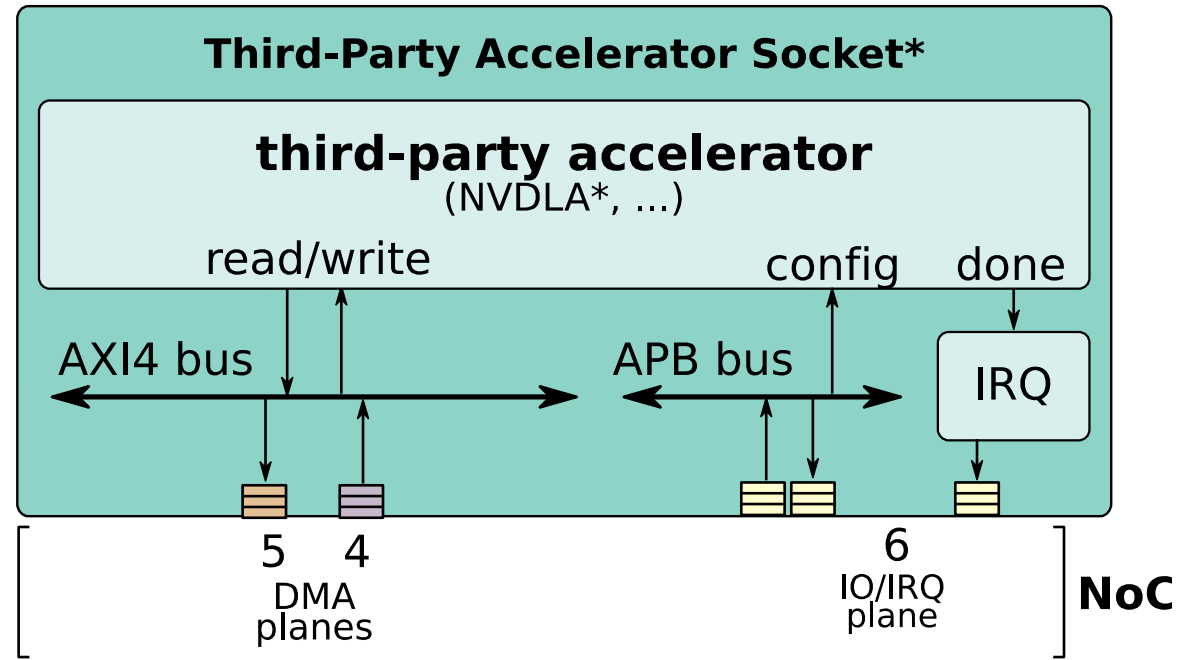 Third-Party Accelerator Socket*
third-party accelerator
(NVDLA*, ...)
read/write
config
done
AXI4 bus
APB bus
IRQ
5
4
6
DMA
planes
IO/IRQ
plane
NoC